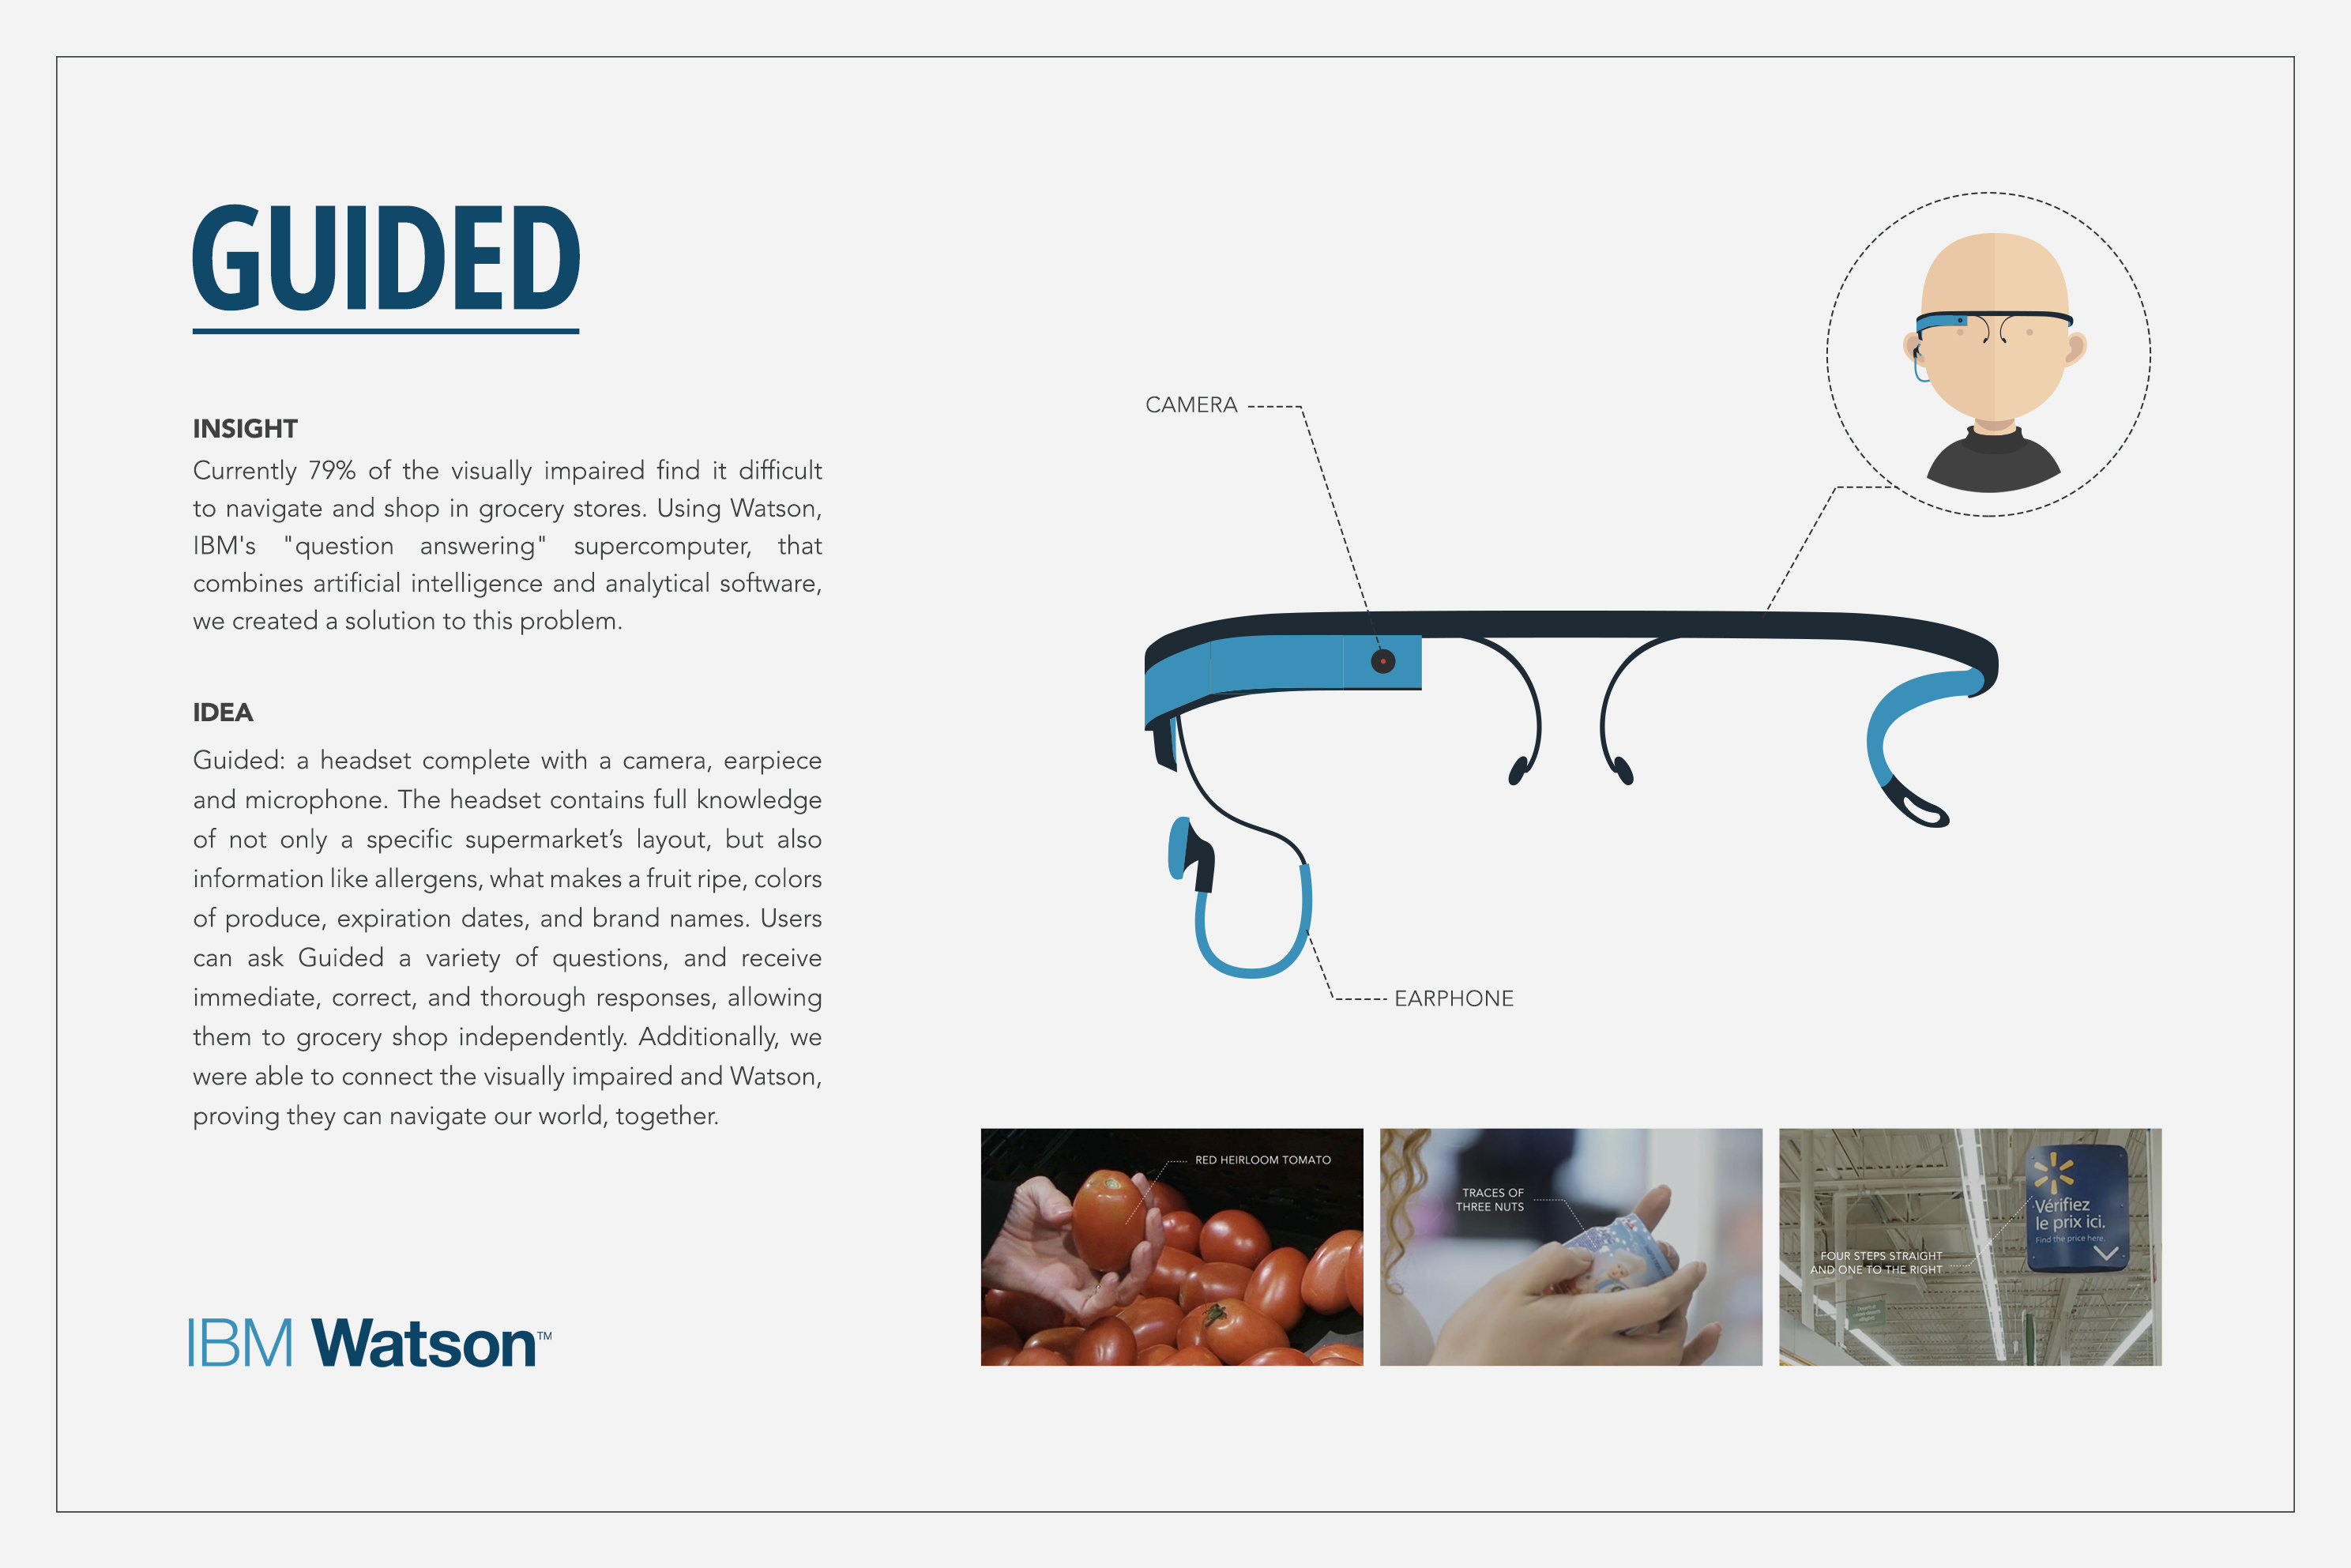 GUIDED
INSIGHT
Currently 79% of the visually impaired find it difficult
to navigate and shop in grocery stores. Using Watson,
IBM's "question answering" supercomputer, that
combines artificial intelligence and analytical software,
we created a solution to this problem.
IDEA
Guided: a headset complete with a camera, earpiece
and microphone. The headset contains full knowledge
of not only a specific supermarket's layout, but also
information like allergens, what makes a fruit ripe, colors
of produce, expiration dates, and brand names. Users
can ask Guided a variety of questions, and receive
immediate, correct, and thorough responses, allowing
them to grocery shop independently. Additionally, we
were able to connect the visually impaired and Watson,
proving they can navigate our world, together.
IBM Watson™
CAMERA
EARPHONE
RED HEIRLOOM TOMATO
TRACES OF
THREE NUTS
FOUR STEPS STRAIGHT
AND ONE TO THE RIGHT
Vérifiez
le prix ici.
Find the price here.